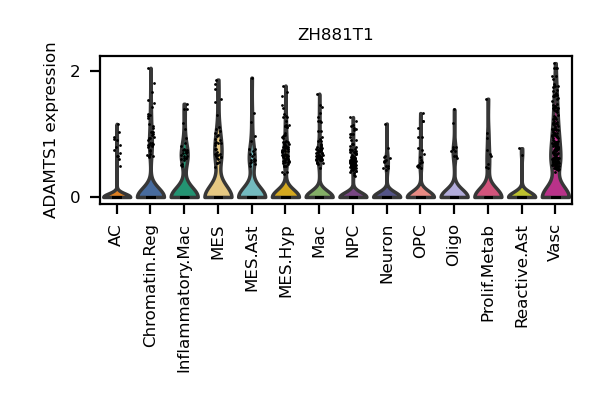 ZH881T1
ADAMTS1 expression
2
0
AC
Chromatin.Reg
Inflammatory.Mac
MES
MES.Ast
MES.Hyp
Mac
NPC
Neuron
OPC
Oligo
Prolif.Metab
Reactive.Ast
Vasc